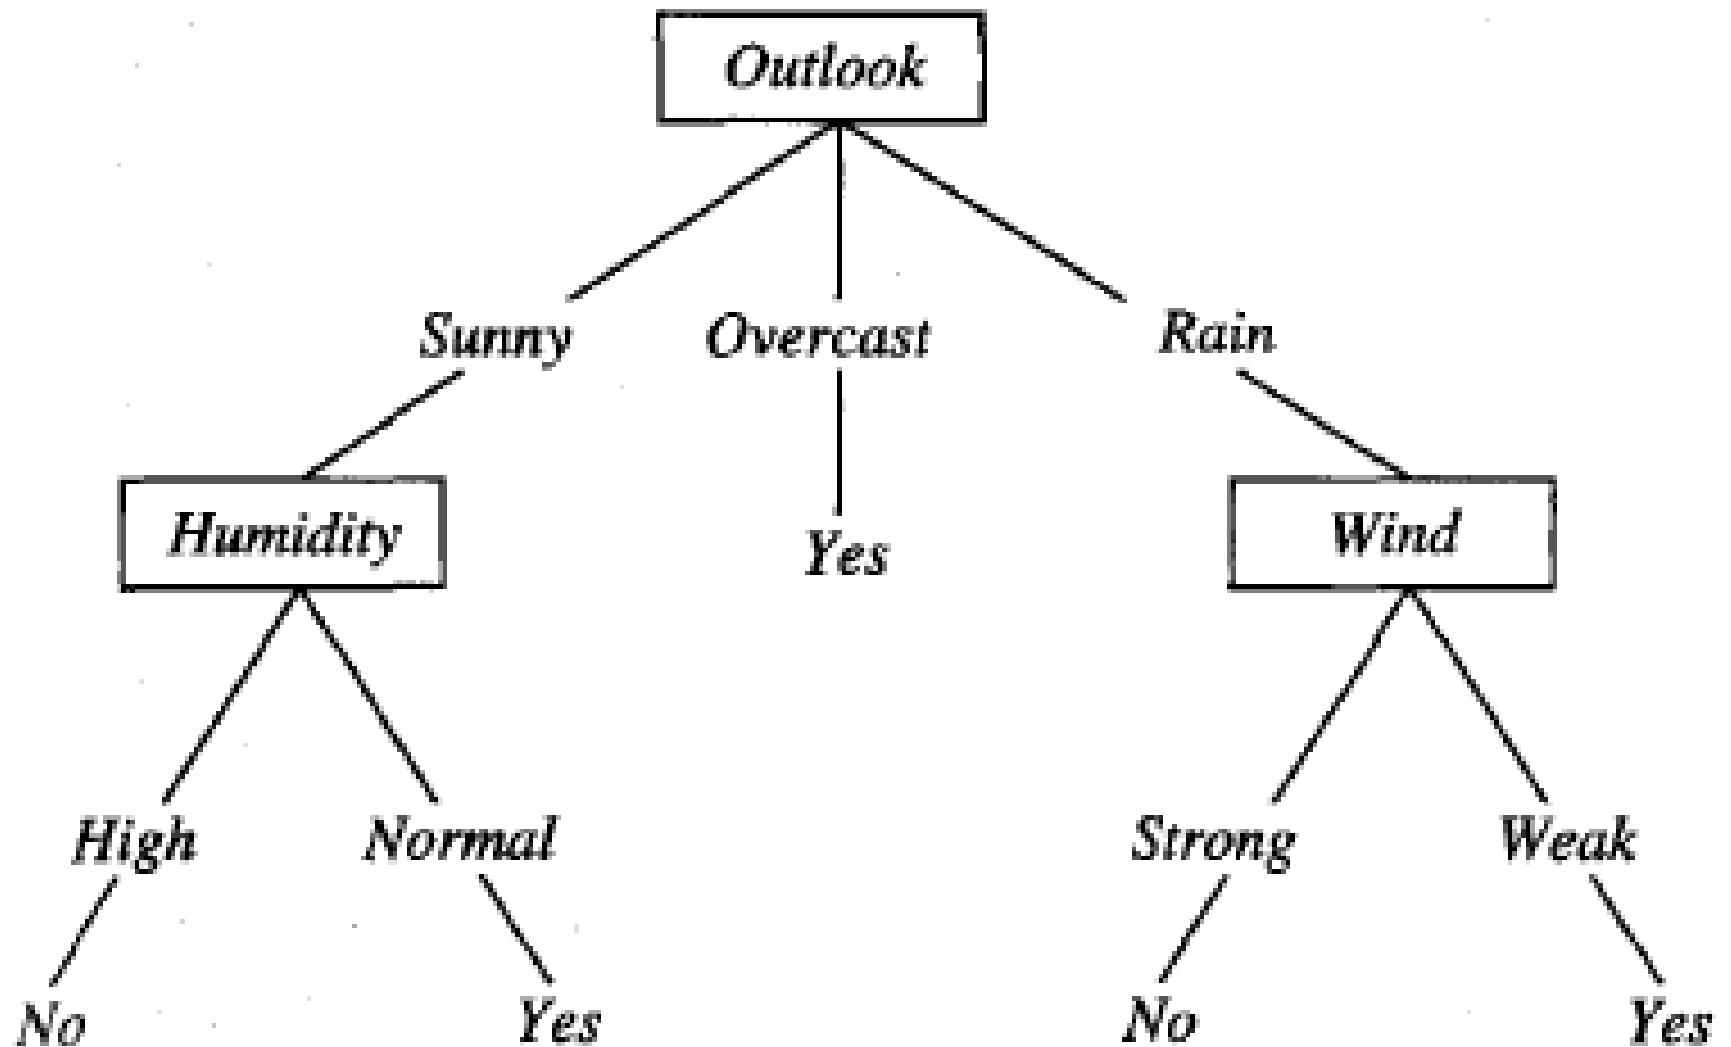 Outlook
Sunny Overcast Rain
Humidity Yes Wind
High Normal Strong Weak
No Yes No Yes